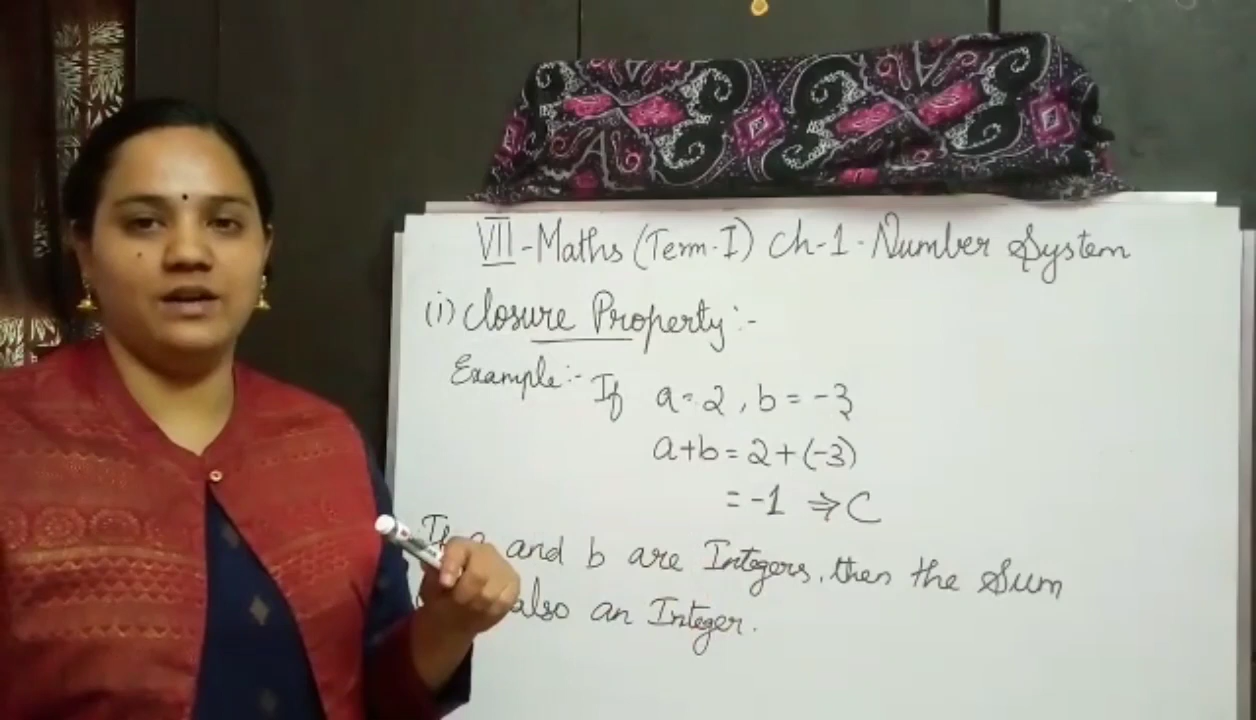 VII - Maths (Term-I) Ch-1 - Number System
(i) Closure Property:-
Example:- If a=2, b = -3
a+b = 2+(-3)
= -1 ⇒ C
If and b are Integers, then the Sum
also an Integer.